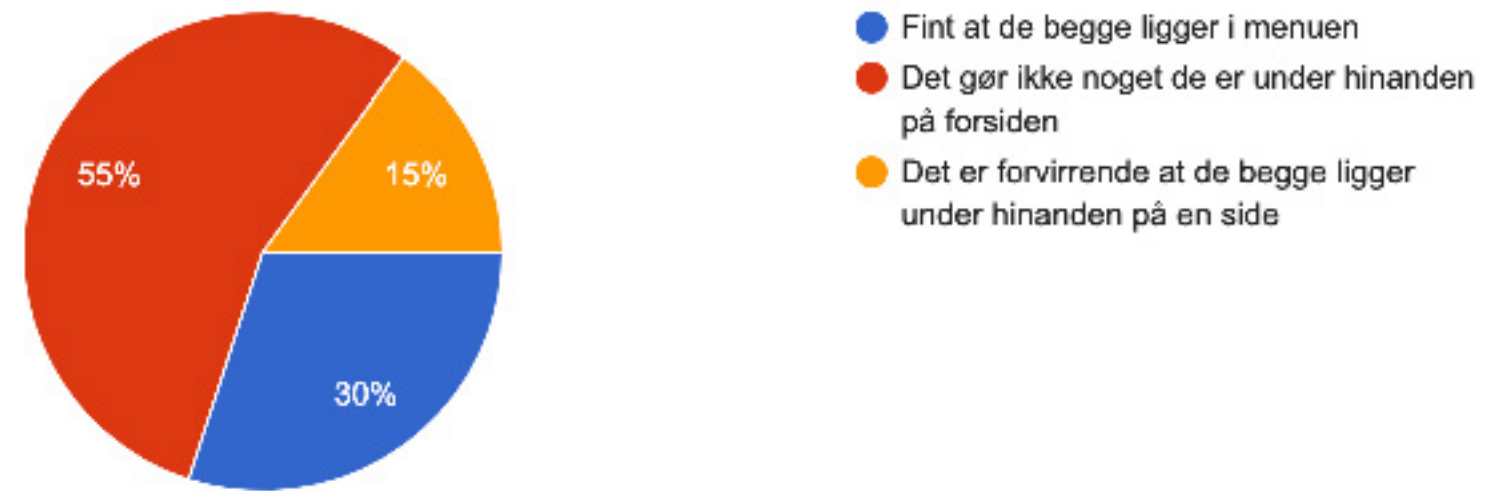 Fint at de begge ligger i menuen
Det gør ikke noget de er under hinanden
på forsiden
Det er forvirrende at de begge ligger
under hinanden på en side
55%
15%
30%